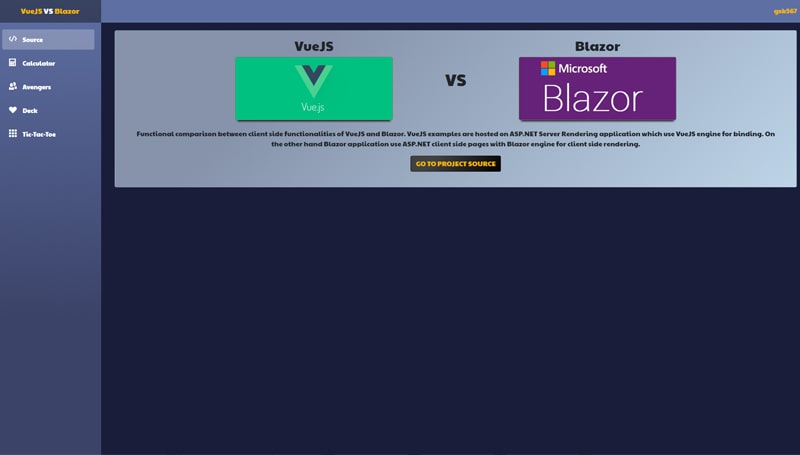 VueJS VS Blazor
gsk567
Source
Calculator
Avengers
Deck
Tic-Tac-Toe
VueJS
Blazor
Vue.js
VS
Microsoft
Blazor
Functional comparison between client side functionalities of VueJS and Blazor. VueJS examples are hosted on ASP.NET Server Rendering application which use VueJS engine for binding. On
the other hand Blazor application use ASP.NET client side pages with Blazor engine for client side rendering.
GO TO PROJECT SOURCE